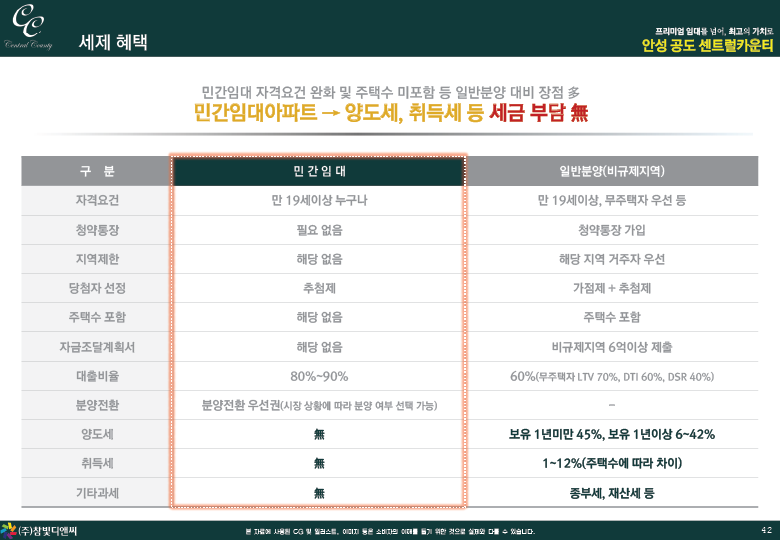 CC
Central County
세제 혜택
프리미엄 임대를 넘어, 최고의 가치로
안성 공도 센트럴카운티
민간임대 자격요건 완화 및 주택수 미포함 등 일반분양 대비 장점 多
민간임대아파트 → 양도세, 취득세 등 세금 부담 無
구 분 민 간 임 대 일반분양(비규제지역)
자격요건 만 19세이상 누구나 만 19세이상, 무주택자 우선 등
청약통장 필요 없음 청약통장 가입
지역제한 해당 없음 해당 지역 거주자 우선
당첨자 선정 추첨제 가점제 + 추첨제
주택수 포함 해당 없음 주택수 포함
자금조달계획서 해당 없음 비규제지역 6억이상 제출
대출비율 80%~90% 60%(무주택자 LTV 70%, DTI 60%, DSR 40%)
분양전환 분양전환 우선권(시장 상황에 따라 분양 여부 선택 가능) –
양도세 無 보유 1년미만 45%, 보유 1년이상 6~42%
취득세 無 1~12%(주택수에 따라 차이)
기타과세 無 종부세, 재산세 등
(주)참빛디앤씨
본 자료에 사용된 CG 및 일러스트, 이미지 등은 소비자의 이해를 돕기 위한 것으로 실제와 다를 수 있습니다.
42